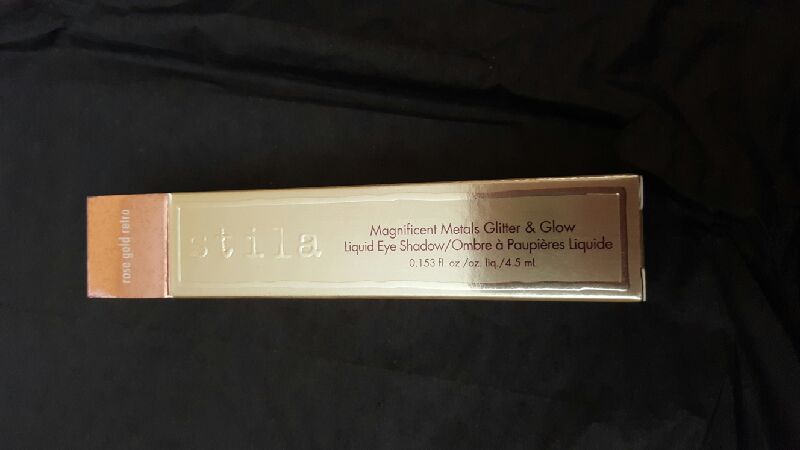 rose gold retro
stila
Magnificent Metals Glitter & Glow
Liquid Eye Shadow/Ombre à Paupières Liquide
0.153 fl. oz./oz. liq./4.5 mL